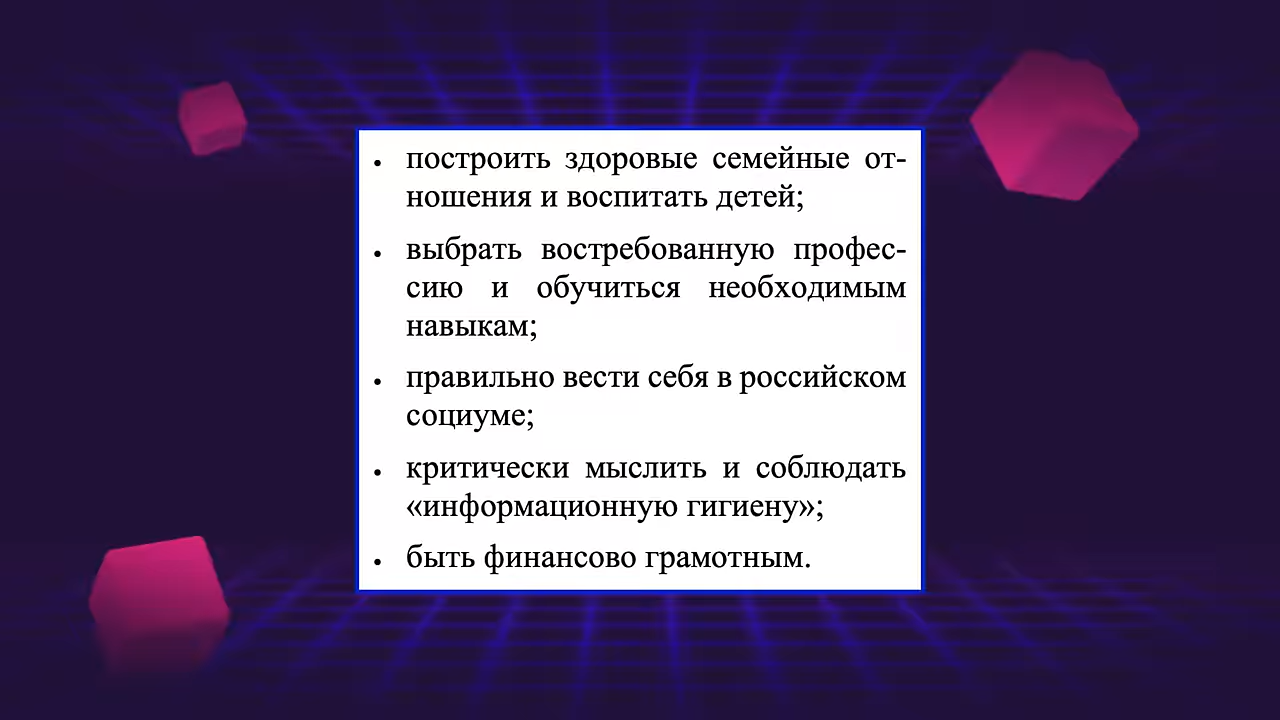 • построить здоровые семейные от-
ношения и воспитать детей;
• выбрать востребованную профес-
сию и обучиться необходимым
навыкам;
• правильно вести себя в российском
социуме;
• критически мыслить и соблюдать
«информационную гигиену»;
• быть финансово грамотным.